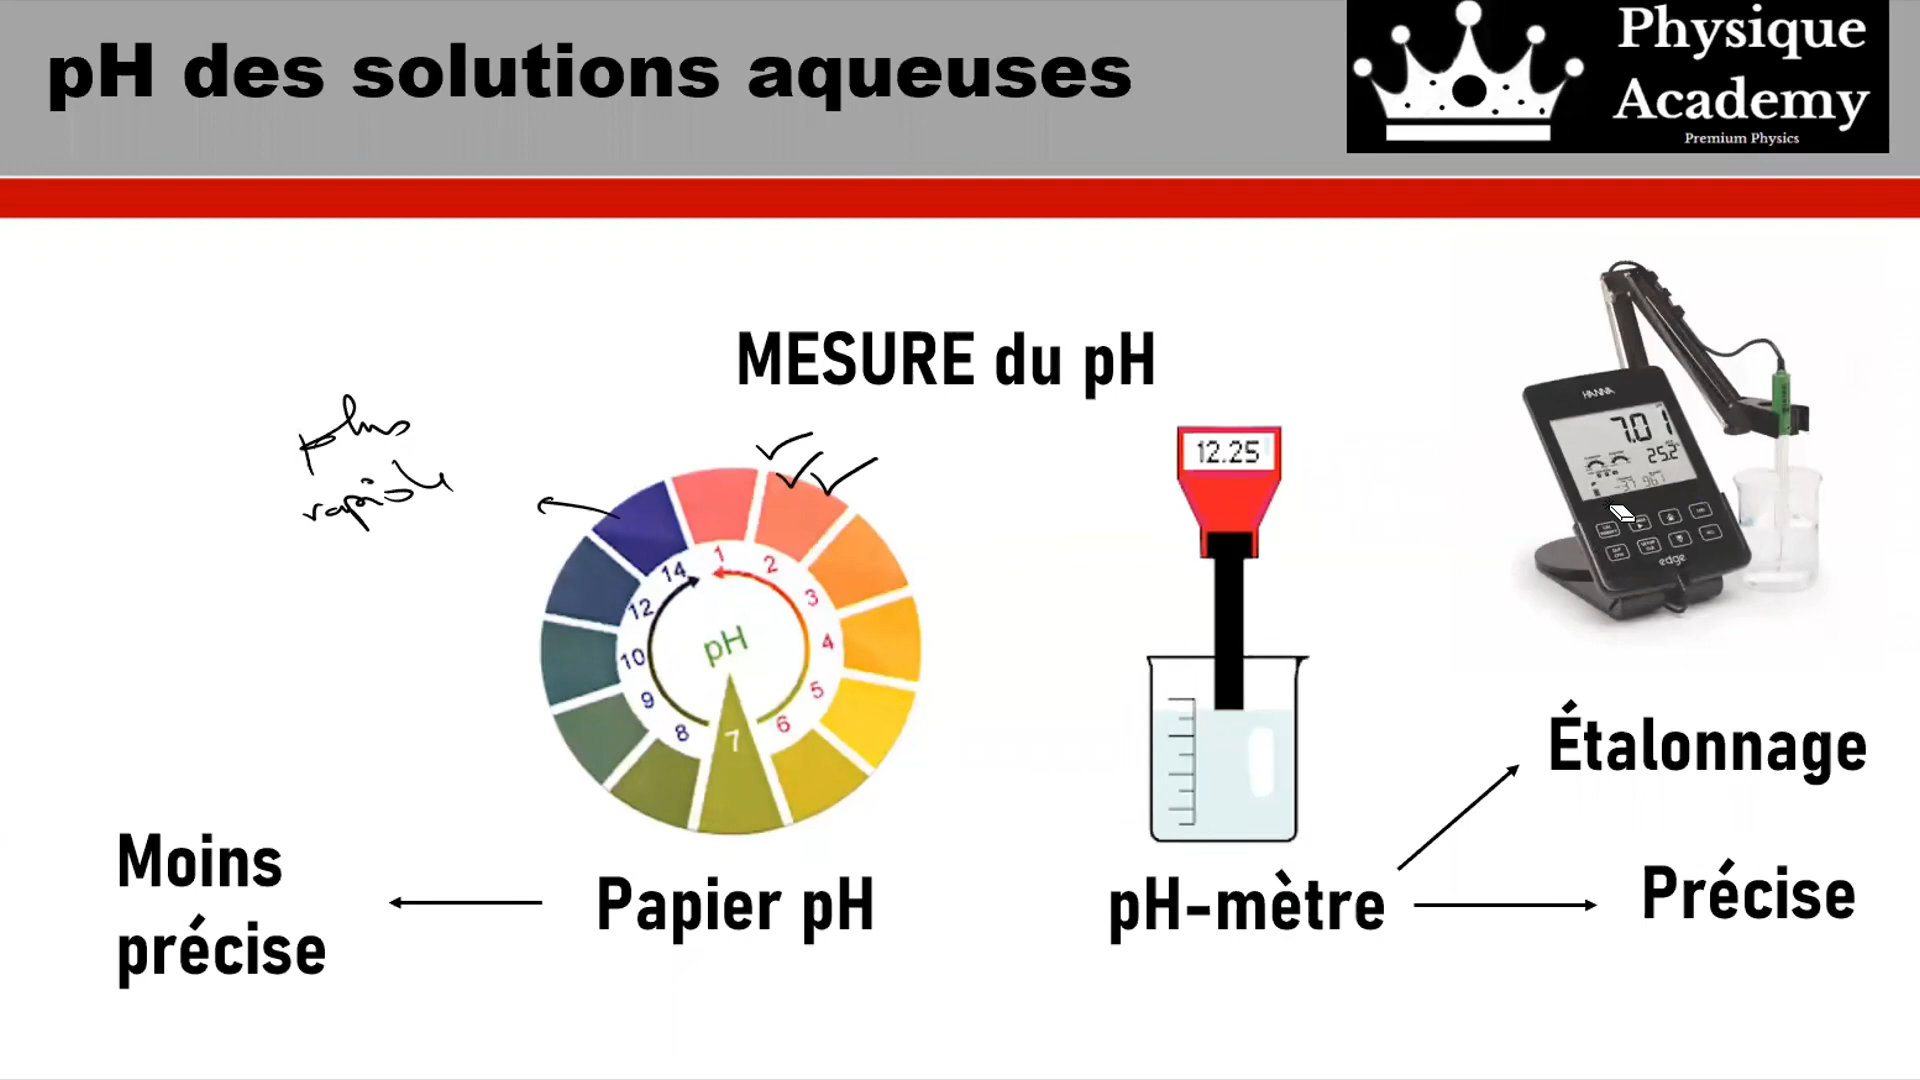 pH des solutions aqueuses
Physique
Academy
Premium Physics
MESURE du pH
plus
rapide
12.25
HANNA
7.01
25.2
edge
1
2
3
4
5
6
7
8
9
10
12
14
pH
Étalonnage
Moins
précise
Papier pH
pH-mètre
Précise